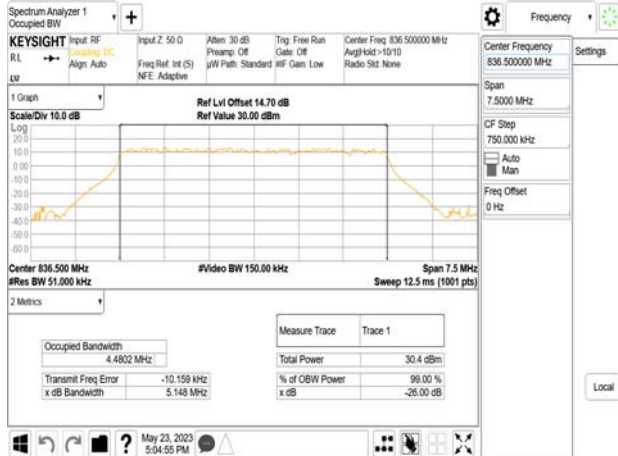 Spectrum Analyzer 1
Occupied BW
+
Frequency
KEYSIGHT Input: RF Input Z: 50 Ω Atten: 30 dB Trig: Free Run Center Freq: 836.500000 MHz
RL Coupling: DC Preamp: Off Gate: Off Avg|Hold:>10/10
Align: Auto Freq Ref: Int (S) µW Path: Standard #IF Gain: Low Radio Std: None
LXI NFE: Adaptive
Center Frequency
836.500000 MHz
Settings
Span
7.5000 MHz
CF Step
750.000 kHz
Auto
Man
Freq Offset
0 Hz
Local
1 Graph
Ref Lvl Offset 14.70 dB
Scale/Div 10.0 dB Ref Value 30.00 dBm
Log
20.0
10.0
0.00
-10.0
-20.0
-30.0
-40.0
-50.0
-60.0
Center 836.500 MHz #Video BW 150.00 kHz Span 7.5 MHz
#Res BW 51.000 kHz Sweep 12.5 ms (1001 pts)
2 Metrics
Measure Trace Trace 1
Occupied Bandwidth
4.4802 MHz Total Power 30.4 dBm
Transmit Freq Error -10.159 kHz % of OBW Power 99.00 %
x dB Bandwidth 5.148 MHz x dB -26.00 dB
? May 23, 2023
5:04:55 PM